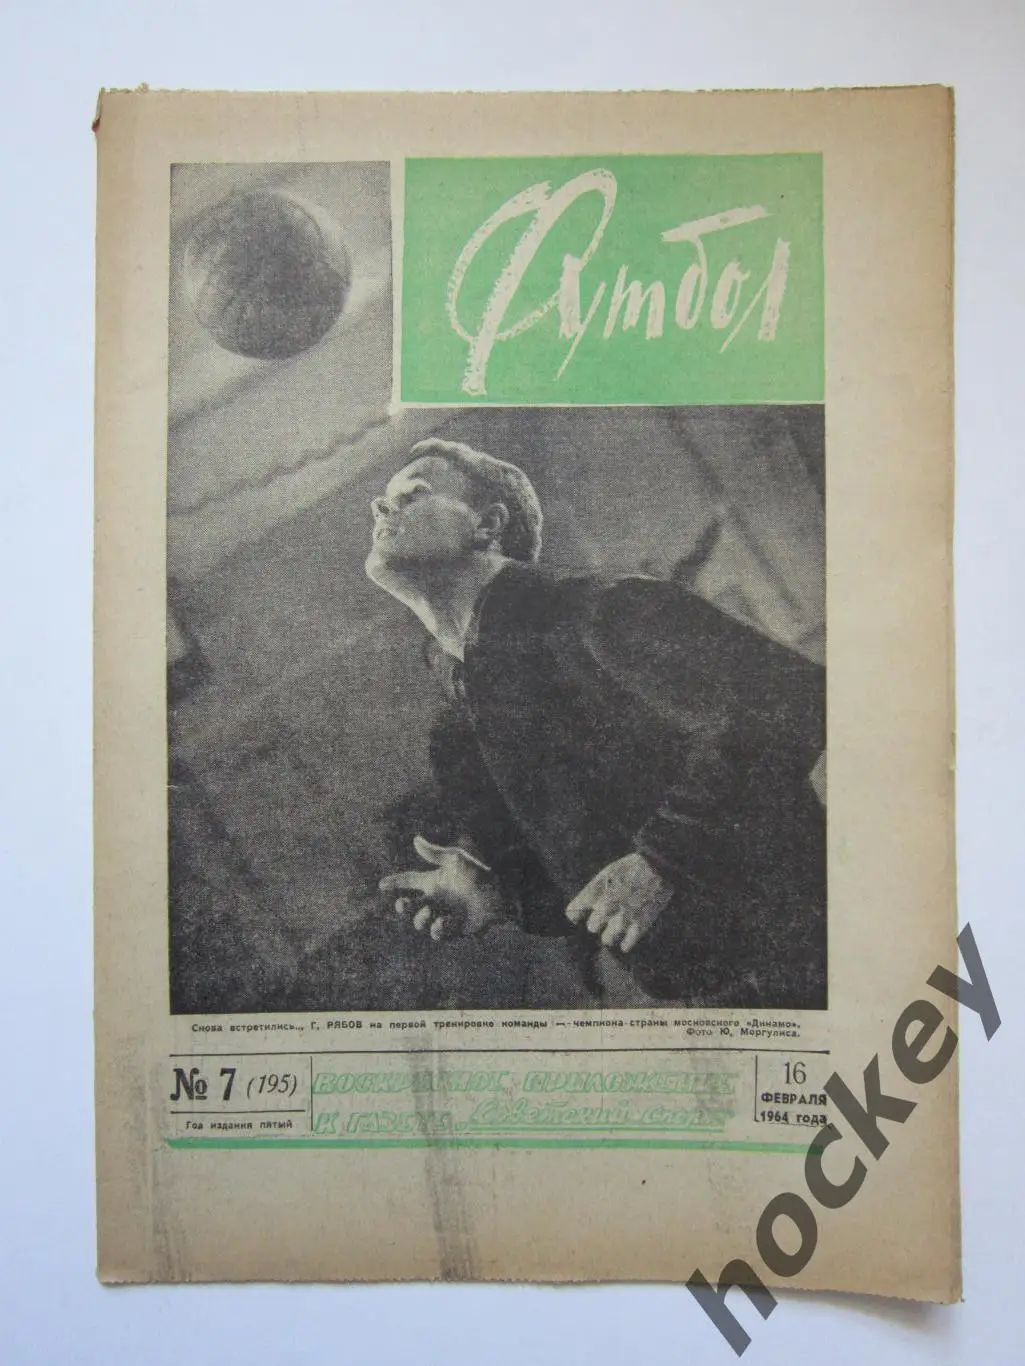 Футбол
Снова встретились... Г. РЯБОВ на первой тренировке команды — чемпиона страны московского «Динамо».
Фото Ю. Моргулиса.
№ 7 (195)
Год издания пятый
ВОСКРЕСНОЕ ПРИЛОЖЕНИЕ
К ГАЗЕТЕ „Советский спорт"
16
ФЕВРАЛЯ
1964 года
hockey